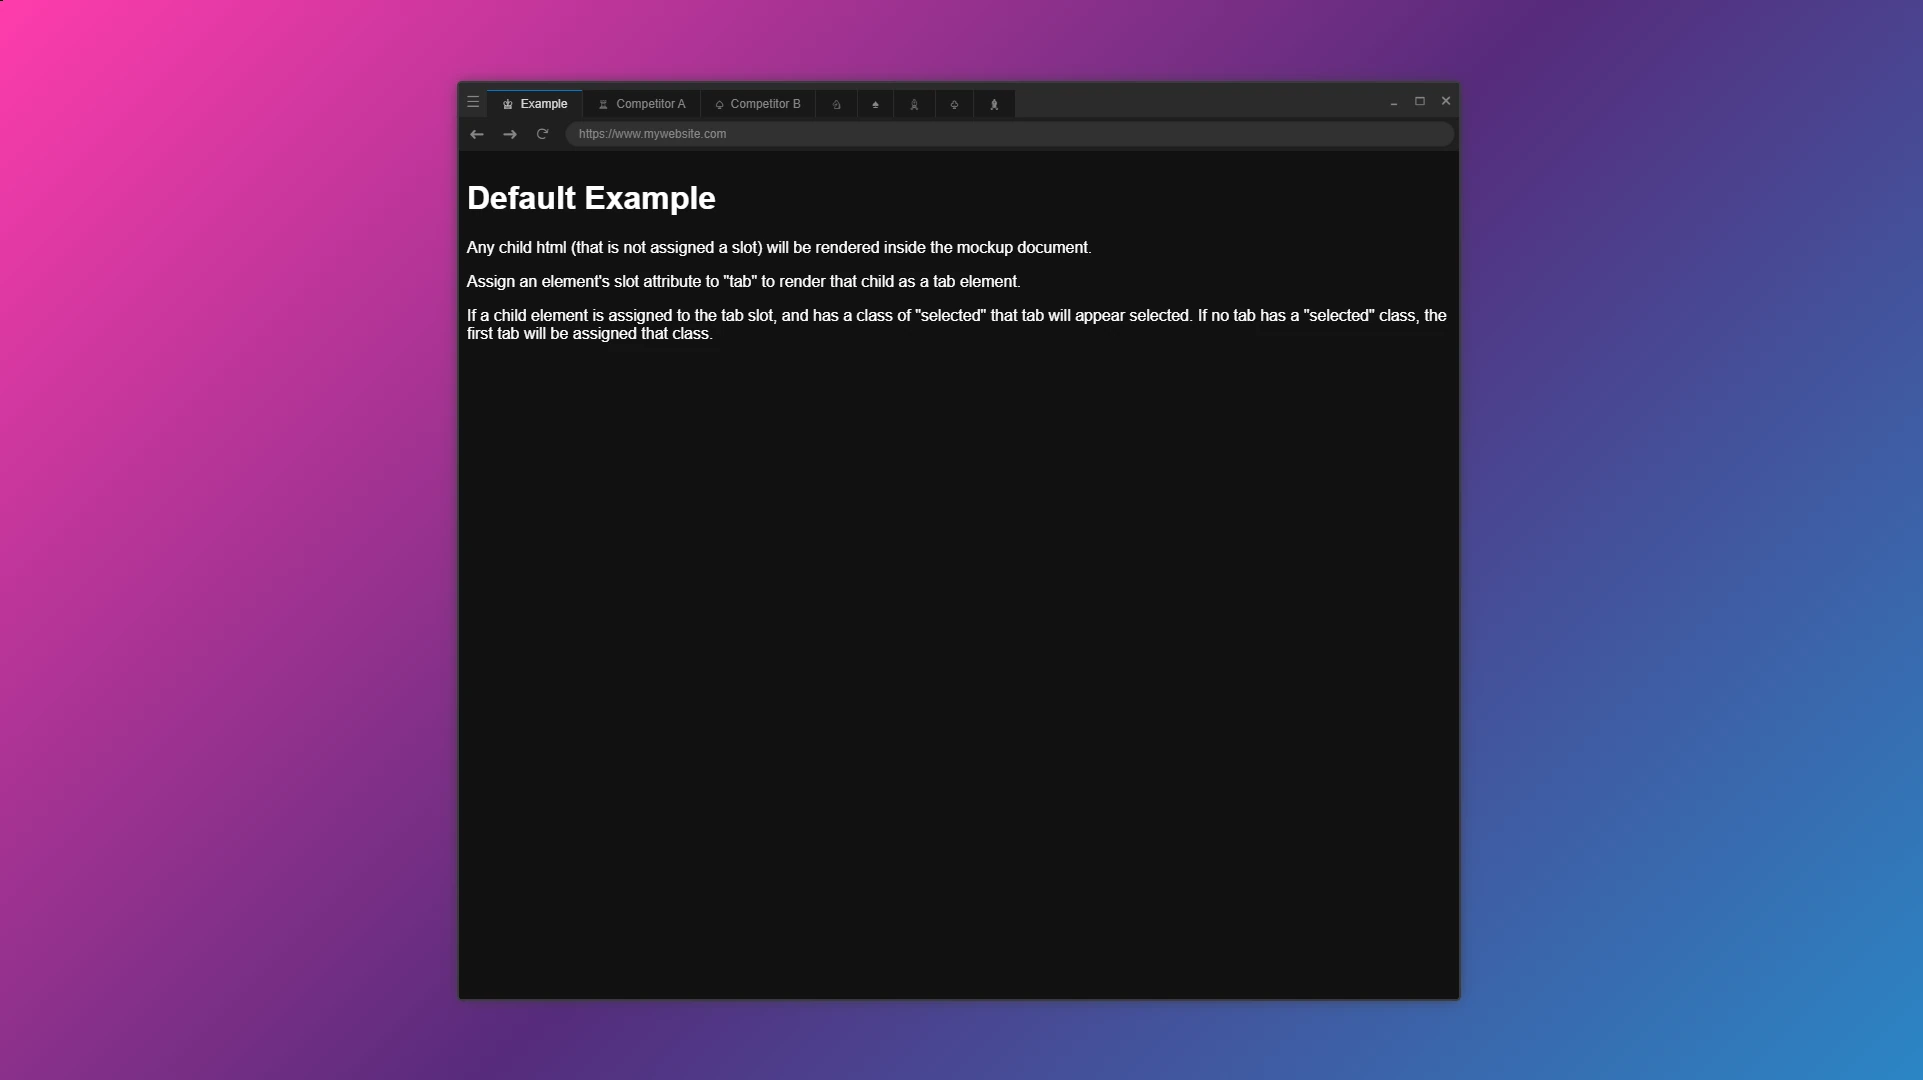 Example Competitor A Competitor B
https://www.mywebsite.com
Default Example
Any child html (that is not assigned a slot) will be rendered inside the mockup document.
Assign an element's slot attribute to "tab" to render that child as a tab element.
If a child element is assigned to the tab slot, and has a class of "selected" that tab will appear selected. If no tab has a "selected" class, the
first tab will be assigned that class.